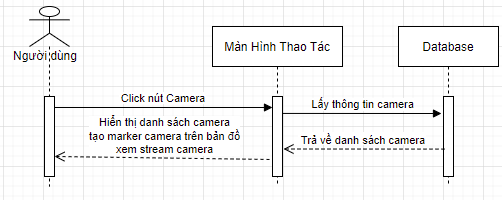 Người dùng
Màn Hình Thao Tác
Database
Click nút Camera
Lấy thông tin camera
Hiển thị danh sách camera
tạo marker camera trên bản đồ
xem stream camera
Trả về danh sách camera